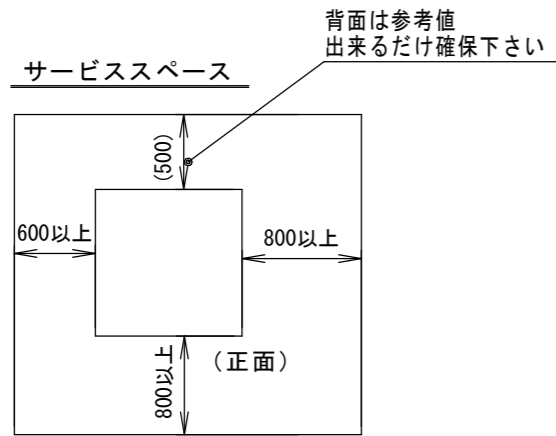 背面は参考値
出来るだけ確保下さい
サービススペース
(500)
600以上
800以上
800以上
(正面)